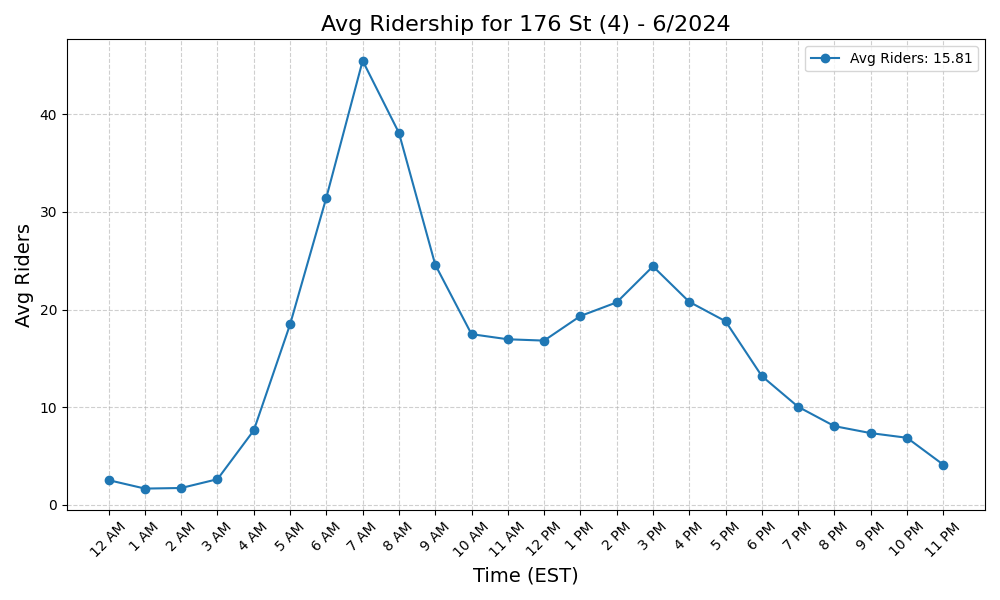 Avg Ridership for 176 St (4) - 6/2024
Avg Riders: 15.81
Avg Riders
40
30
20
10
0
12 AM
1 AM
2 AM
3 AM
4 AM
5 AM
6 AM
7 AM
8 AM
9 AM
10 AM
11 AM
12 PM
1 PM
2 PM
3 PM
4 PM
5 PM
6 PM
7 PM
8 PM
9 PM
10 PM
11 PM
Time (EST)